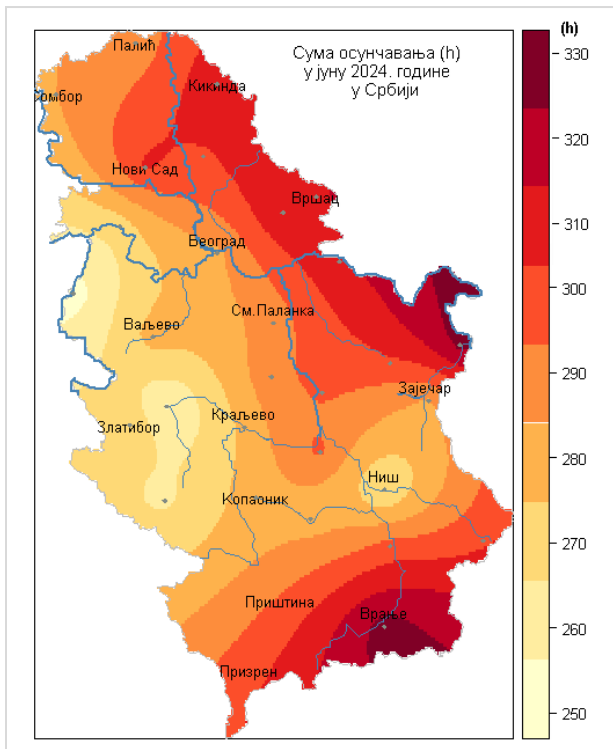 (h)
Сума осунчавања (h)
у јуну 2024. године
у Србији
Палић
Кикинда
омбор
Нови Сад
Вршац
Београд
См.Паланка
Ваљево
Зајечар
Краљево
Златибор
Ниш
Копаоник
Приштина
Врање
Призрен
330
320
310
300
290
280
270
260
250